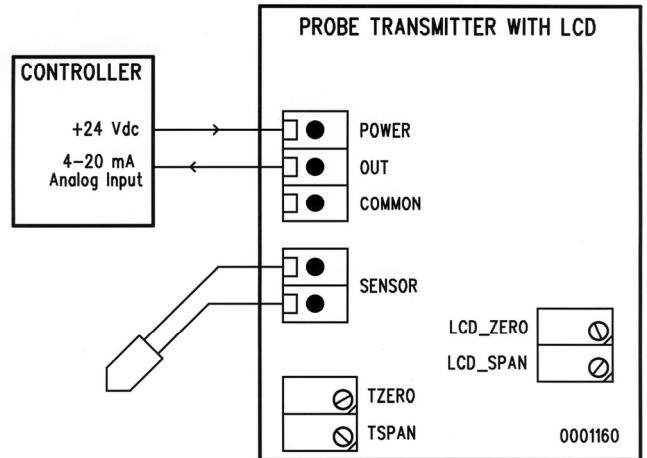 PROBE TRANSMITTER WITH LCD
CONTROLLER
+24 Vdc
4-20 mA
Analog Input
POWER
OUT
COMMON
SENSOR
LCD_ZERO
LCD_SPAN
TZERO
TSPAN
0001160